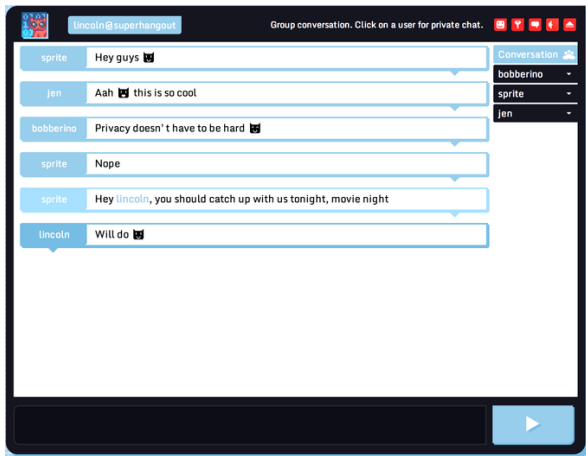 lincoln@superhangout
Group conversation. Click on a user for private chat.
Conversation
bobberino
sprite
jen
sprite Hey guys
jen Aah this is so cool
bobberino Privacy doesn't have to be hard
sprite Nope
sprite Hey lincoln, you should catch up with us tonight, movie night
lincoln Will do